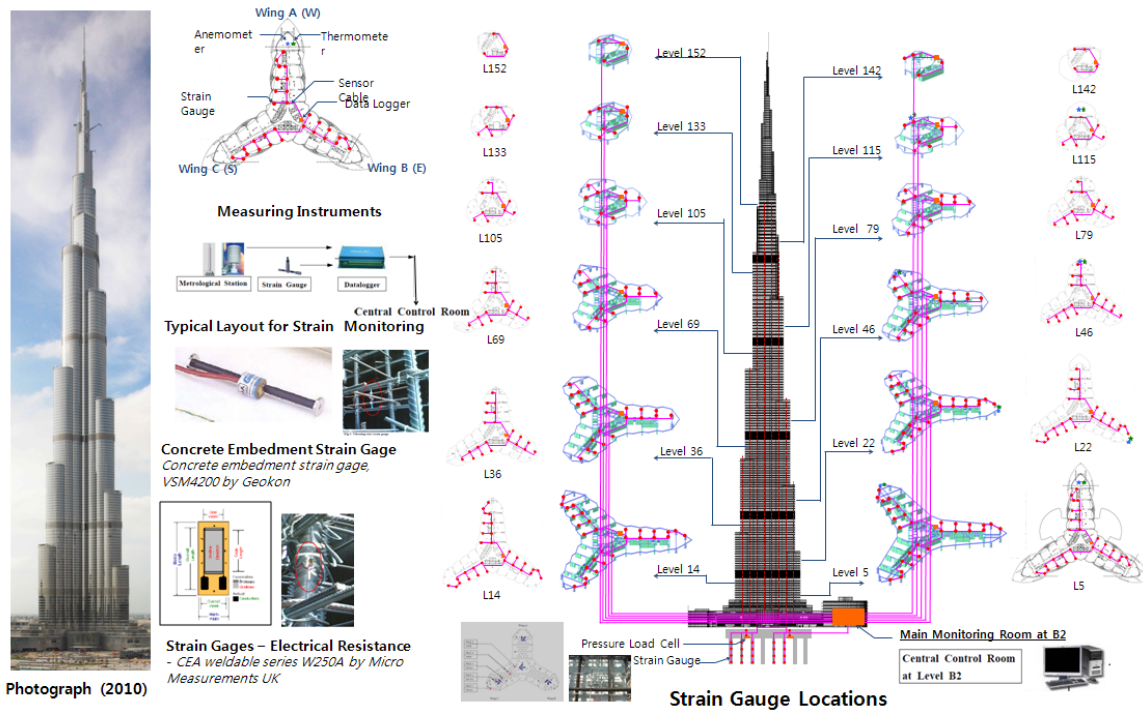 Wing A (W)
Anemomet
er
Thermomete
r
Strain
Gauge
Sensor
Cable
Data Logger
Wing C (S)
Wing B (E)
Measuring Instruments
Metrological Station
Strain Gauge
Datalogger
Central Control Room
Typical Layout for Strain Monitoring
Concrete Embedment Strain Gage
Concrete embedment strain gage,
VSM4200 by Geokon
Strain Gages – Electrical Resistance
- CEA weldable series W250A by Micro
Measurements UK
Photograph (2010)
L152
L133
L105
L69
L36
L14
Level 152
Level 133
Level 105
Level 69
Level 36
Level 14
Level 142
Level 115
Level 79
Level 46
Level 22
Level 5
L142
L115
L79
L46
L22
L5
Pressure Load Cell
Strain Gauge
Main Monitoring Room at B2
Central Control Room
at Level B2
Strain Gauge Locations